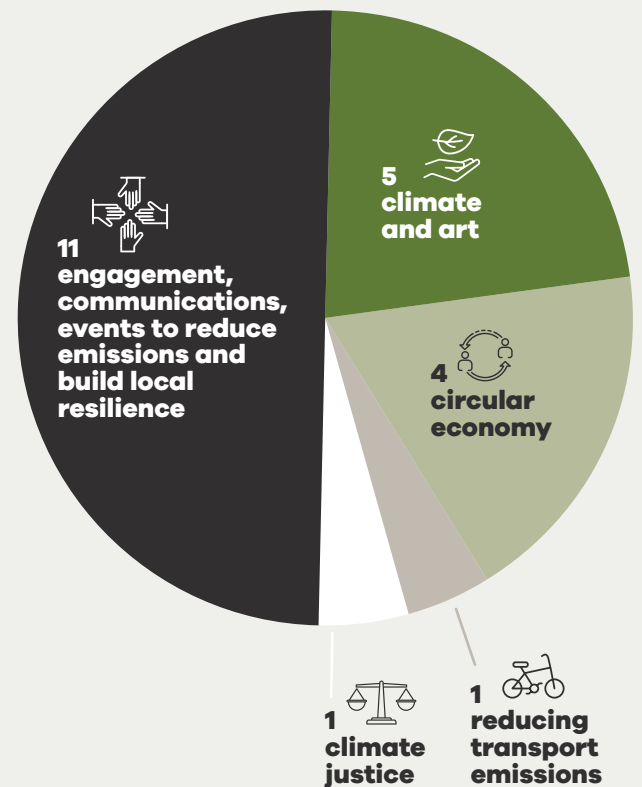 5
climate
and art
11
engagement,
communications,
events to reduce
emissions and
build local
resilience
4
circular
economy
1
climate
justice
1
reducing
transport
emissions